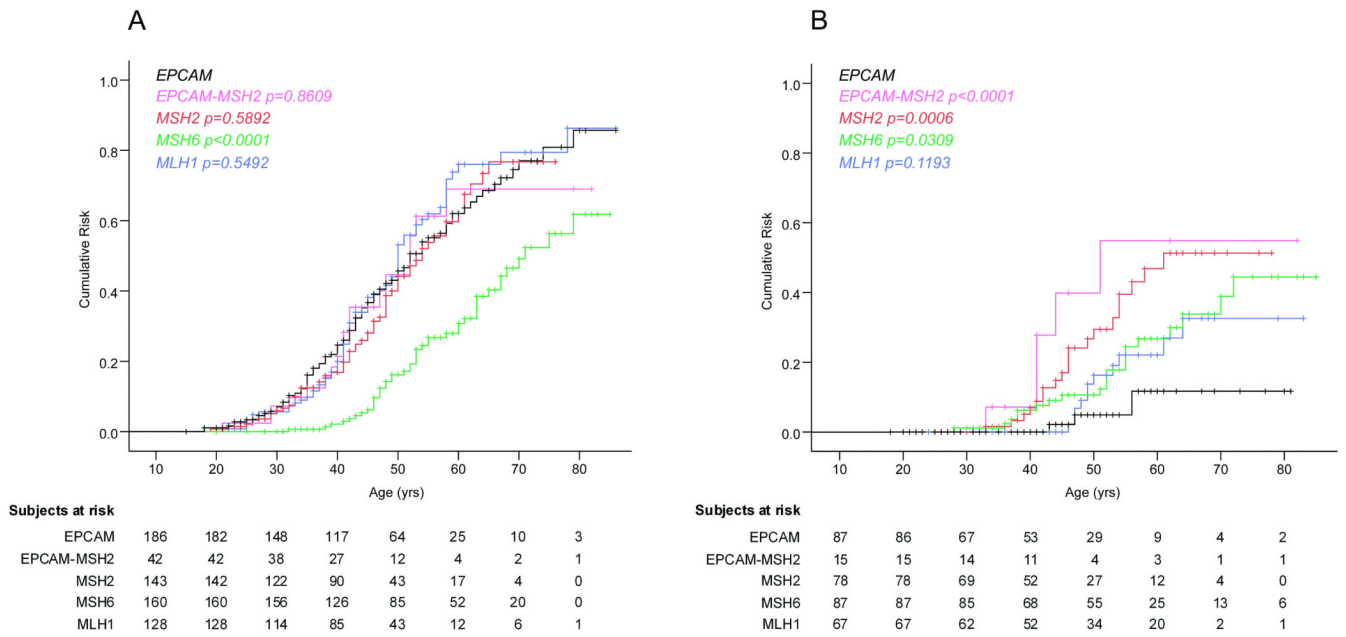 A
EPCAM
EPCAM-MSH2 p=0.8609
MSH2 p=0.5892
MSH6 p<0.0001
MLH1 p=0.5492
1.0
0.8
0.6
0.4
0.2
0.0
Cumulative Risk
10 20 30 40 50 60 70 80
Age (yrs)
Subjects at risk
EPCAM 186 182 148 117 64 25 10 3
EPCAM-MSH2 42 42 38 27 12 4 2 1
MSH2 143 142 122 90 43 17 4 0
MSH6 160 160 156 126 85 52 20 0
MLH1 128 128 114 85 43 12 6 1
B
EPCAM
EPCAM-MSH2 p<0.0001
MSH2 p=0.0006
MSH6 p=0.0309
MLH1 p=0.1193
1.0
0.8
0.6
0.4
0.2
0.0
Cumulative Risk
10 20 30 40 50 60 70 80
Age (yrs)
Subjects at risk
EPCAM 87 86 67 53 29 9 4 2
EPCAM-MSH2 15 15 14 11 4 3 1 1
MSH2 78 78 69 52 27 12 4 0
MSH6 87 87 85 68 55 25 13 6
MLH1 67 67 62 52 34 20 2 1